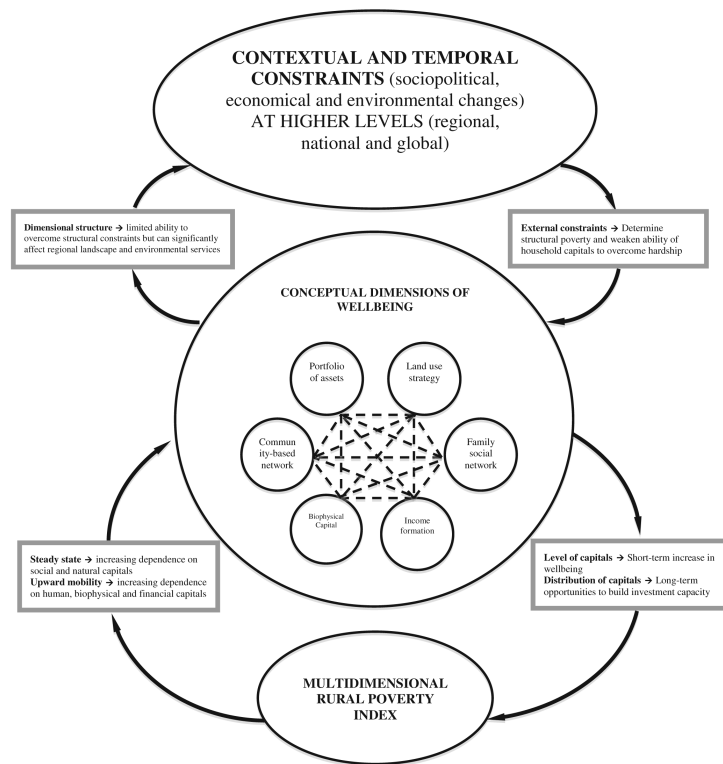 CONTEXTUAL AND TEMPORAL
CONSTRAINTS (sociopolitical,
economical and environmental changes)
AT HIGHER LEVELS (regional,
national and global)
Dimensional structure → limited ability to
overcome structural constraints but can significantly
affect regional landscape and environmental services
External constraints → Determine
structural poverty and weaken ability of
household capitals to overcome hardship
CONCEPTUAL DIMENSIONS OF
WELLBEING
Portfolio
of assets
Land use
strategy
Commun
ity-based
network
Family
social
network
Biophysical
Capital
Income
formation
Steady state → increasing dependence on
social and natural capitals
Upward mobility → increasing dependence
on human, biophysical and financial capitals
Level of capitals → Short-term increase in
wellbeing
Distribution of capitals → Long-term
opportunities to build investment capacity
MULTIDIMENSIONAL
RURAL POVERTY
INDEX